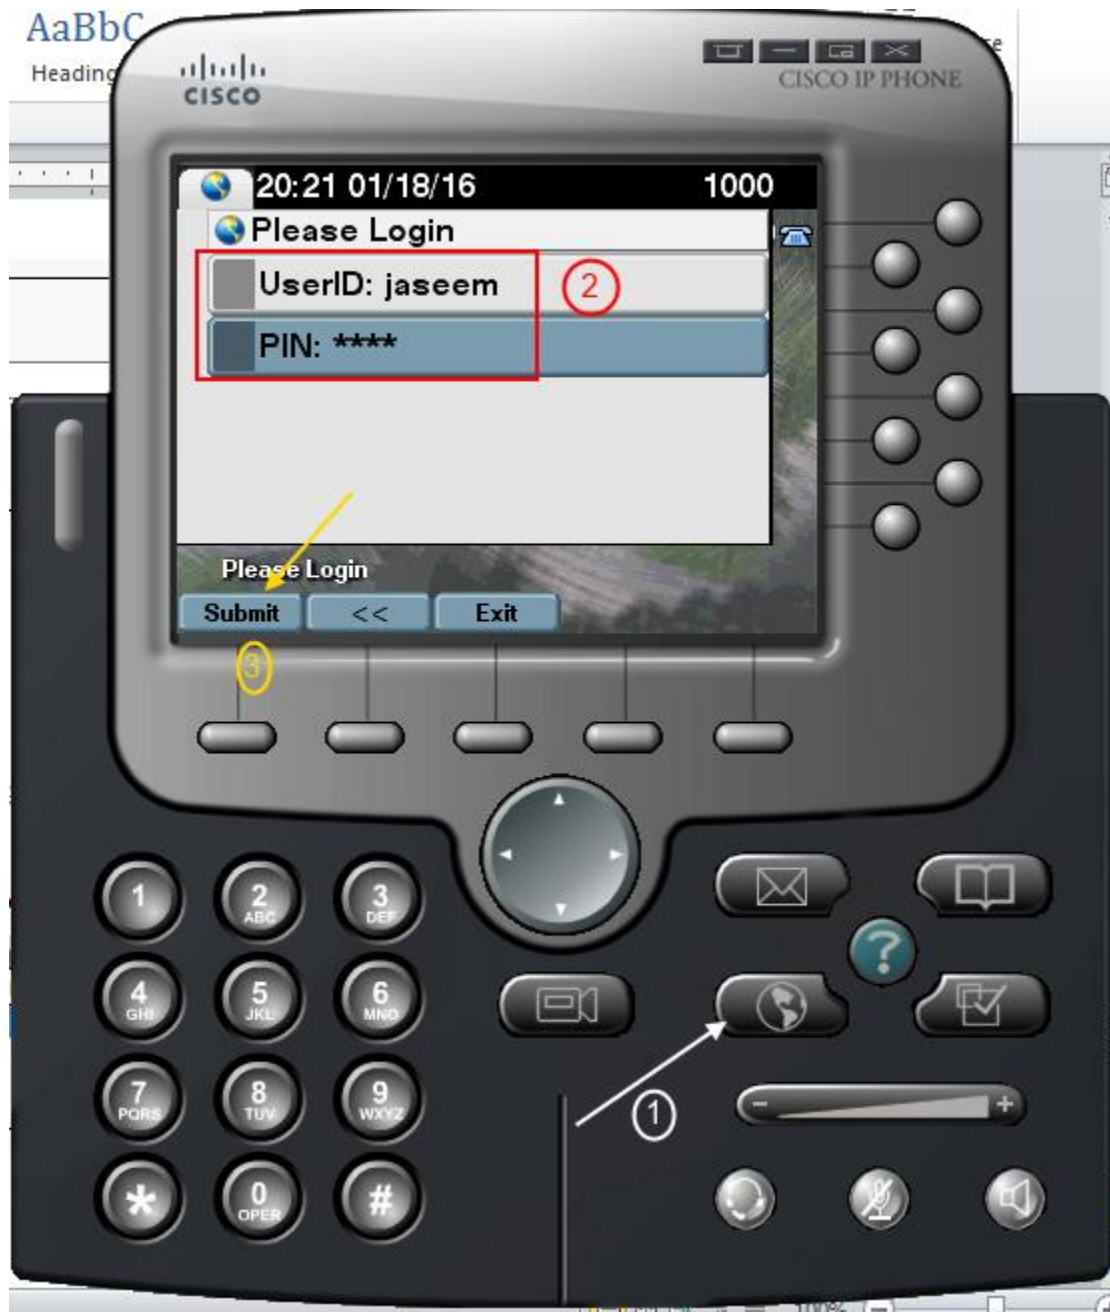 AaBbC
Heading
CISCO
CISCO IP PHONE
20:21 01/18/16 1000
Please Login
UserID: jaseem
2
PIN: ****
Please Login
Submit << Exit
3
1 2 ABC 3 DEF
4 GHI 5 JKL 6 MNO
?
7 PQRS 8 TUV 9 WXYZ
- +
1
* 0 OPER #
100%